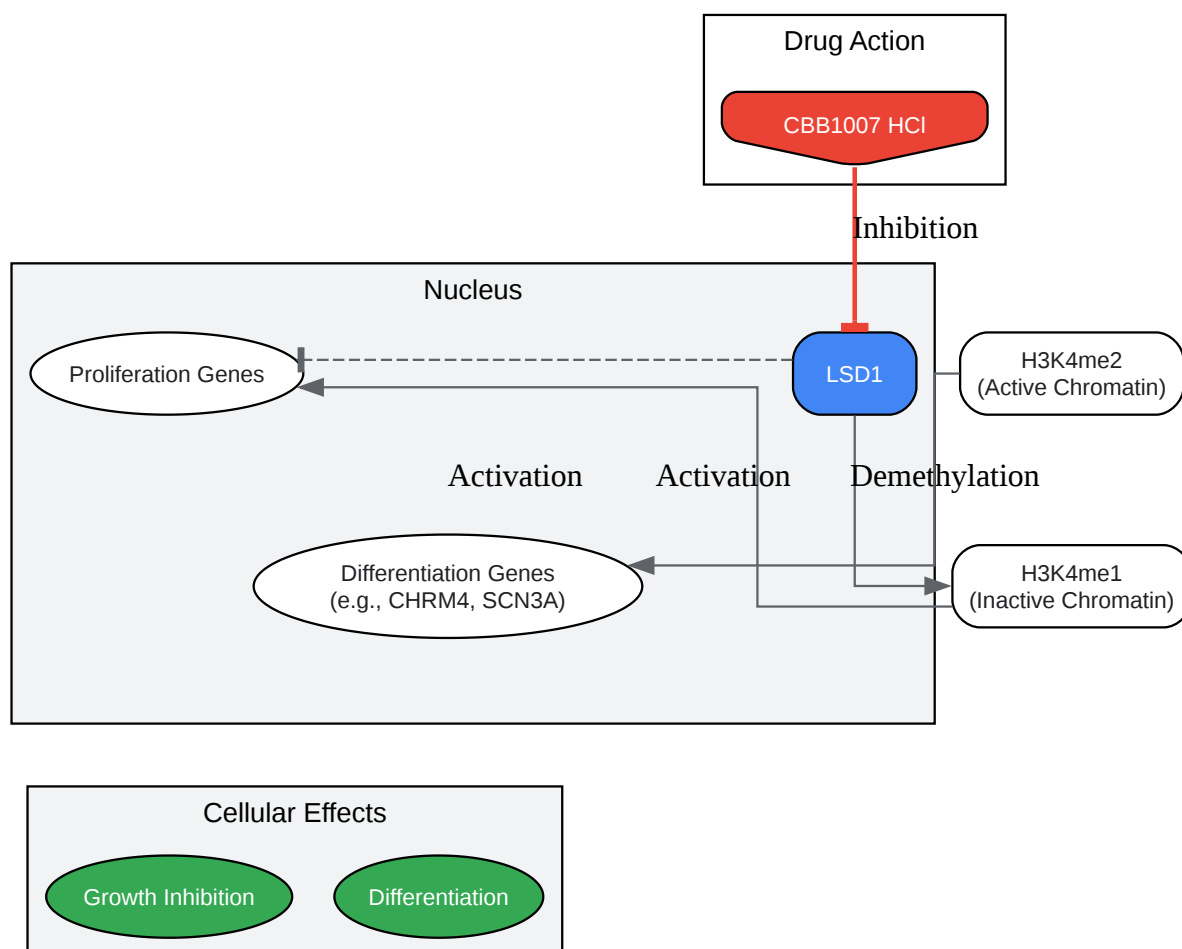 Drug Action
CBB1007 HCl
Inhibition
Nucleus
Proliferation Genes
LSD1
H3K4me2
(Active Chromatin)
Activation
Activation
Demethylation
Differentiation Genes
(e.g., CHRM4, SCN3A)
H3K4me1
(Inactive Chromatin)
Cellular Effects
Growth Inhibition
Differentiation